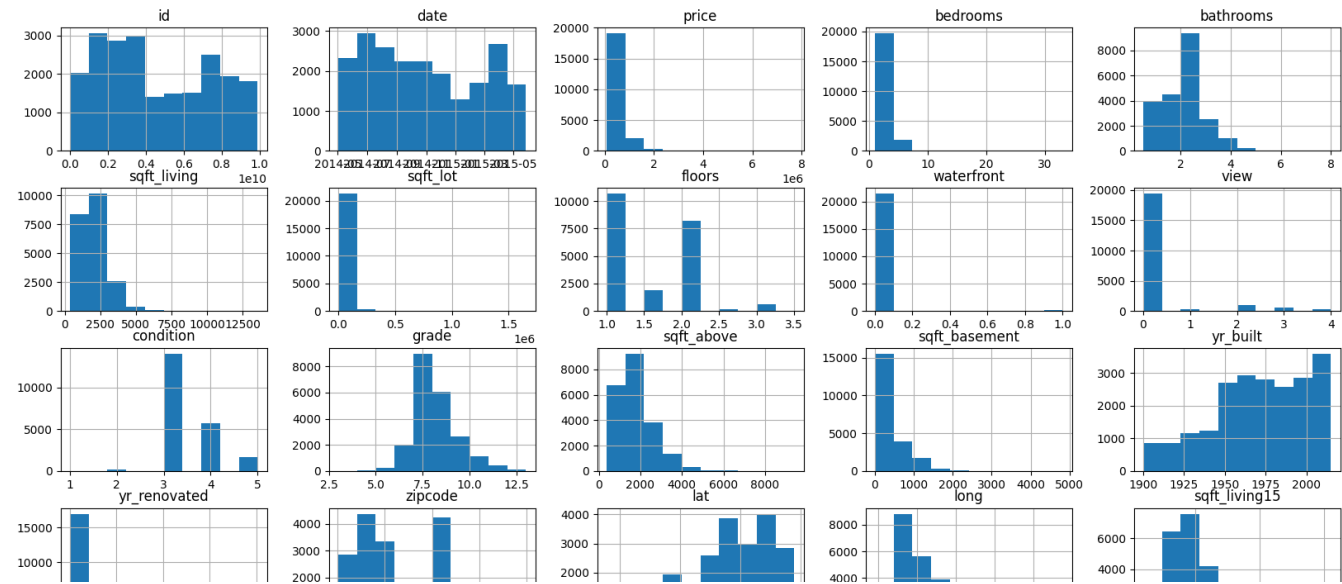 id date price bedrooms bathrooms
3000 3000 20000 20000 8000
15000 15000 6000
2000 2000 10000 10000 4000
1000 1000 5000 5000 2000
0 0 0 0 0
0.0 0.2 0.4 0.6 0.8 1.0 0 2 4 6 8 0 10 20 30 2 4 6 8
1e10 1e6
sqft_living sqft_lot floors waterfront view
10000 20000 10000 20000 20000
7500 15000 7500 15000 15000
5000 10000 5000 10000 10000
2500 5000 2500 5000 5000
0 0 0 0 0
0 2500 5000 7500 10000 12500 0.0 0.5 1.0 1.5 1.0 1.5 2.0 2.5 3.0 3.5 0.0 0.2 0.4 0.6 0.8 1.0 0 1 2 3 4
1e6
condition grade sqft_above sqft_basement yr_built
10000 8000 8000 15000 3000
6000 6000 10000 2000
5000 4000 4000 5000 1000
2000 2000
0 0 0 0 0
1 2 3 4 5 2.5 5.0 7.5 10.0 12.5 0 2000 4000 6000 8000 0 1000 2000 3000 4000 5000 1900 1925 1950 1975 2000
yr_renovated zipcode lat long sqft_living15
15000 4000 4000 8000
10000 3000 3000 6000 4000
2000 2000 4000